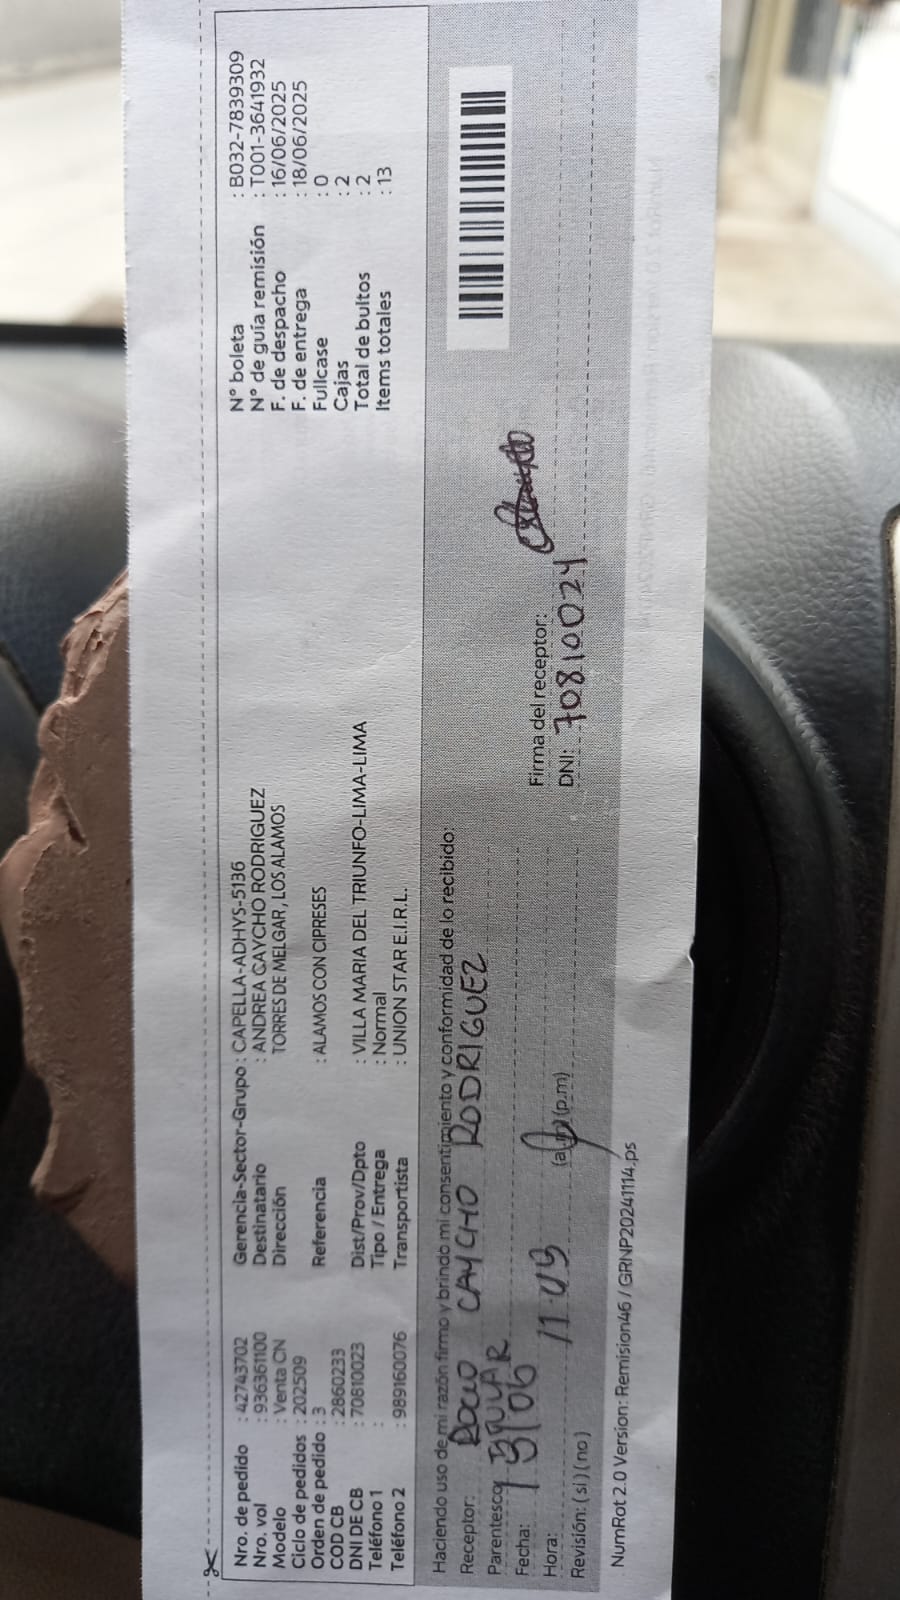 Nro. de pedido : 42743702
Nro. vol : 936361100
Modelo : Venta CN
Ciclo de pedidos : 202509
Orden de pedido : 3
COD CB : 2860233
DNI DE CB : 70810023
Teléfono 1 :
Teléfono 2 : 989160076
Gerencia-Sector-Grupo : CAPELLA-ADHYS-5136
Destinatario : ANDREA CAYCHO RODRIGUEZ
Dirección TORRES DE MELGAR , LOS ALAMOS
Referencia : ALAMOS CON CIPRESES
Dist/Prov/Dpto : VILLA MARIA DEL TRIUNFO-LIMA-LIMA
Tipo / Entrega : Normal
Transportista : UNION STAR E.I.R.L.
N° boleta : B032-7839309
N° de guía remisión : T001-3641932
F. de despacho : 16/06/2025
F. de entrega : 18/06/2025
Fullcase : 0
Cajas : 2
Total de bultos : 2
Items totales : 13
Haciendo uso de mi razón firmo y brindo mi consentimiento y conformidad de lo recibido:
Receptor: ROCIO CAYCHO RODRIGUEZ
Parentesco: TITULAR
Fecha: 06
Hora: 11:49 (a.m) (p.m)
Revisión: ( si ) ( no )
Firma del receptor:
DNI: 70810024
NumRot 2.0 Version: Remision46 / GRNP20241114.ps